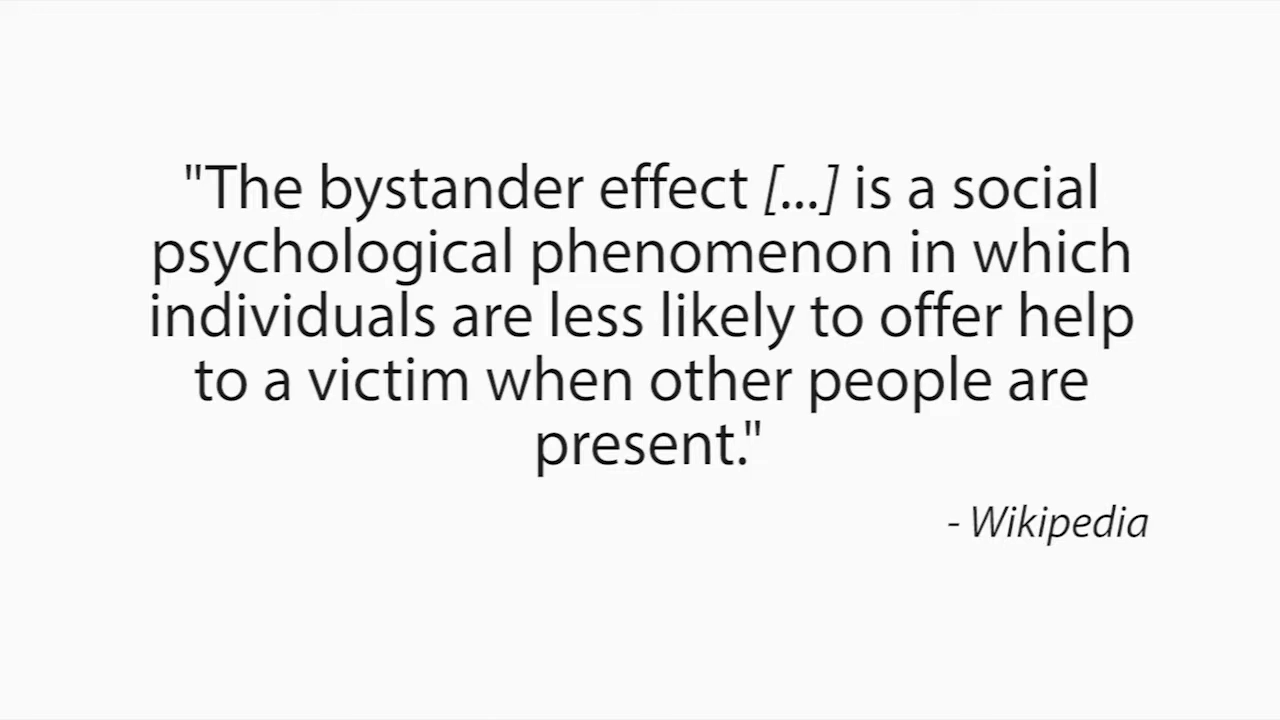 "The bystander effect [...] is a social
psychological phenomenon in which
individuals are less likely to offer help
to a victim when other people are
present."
- Wikipedia